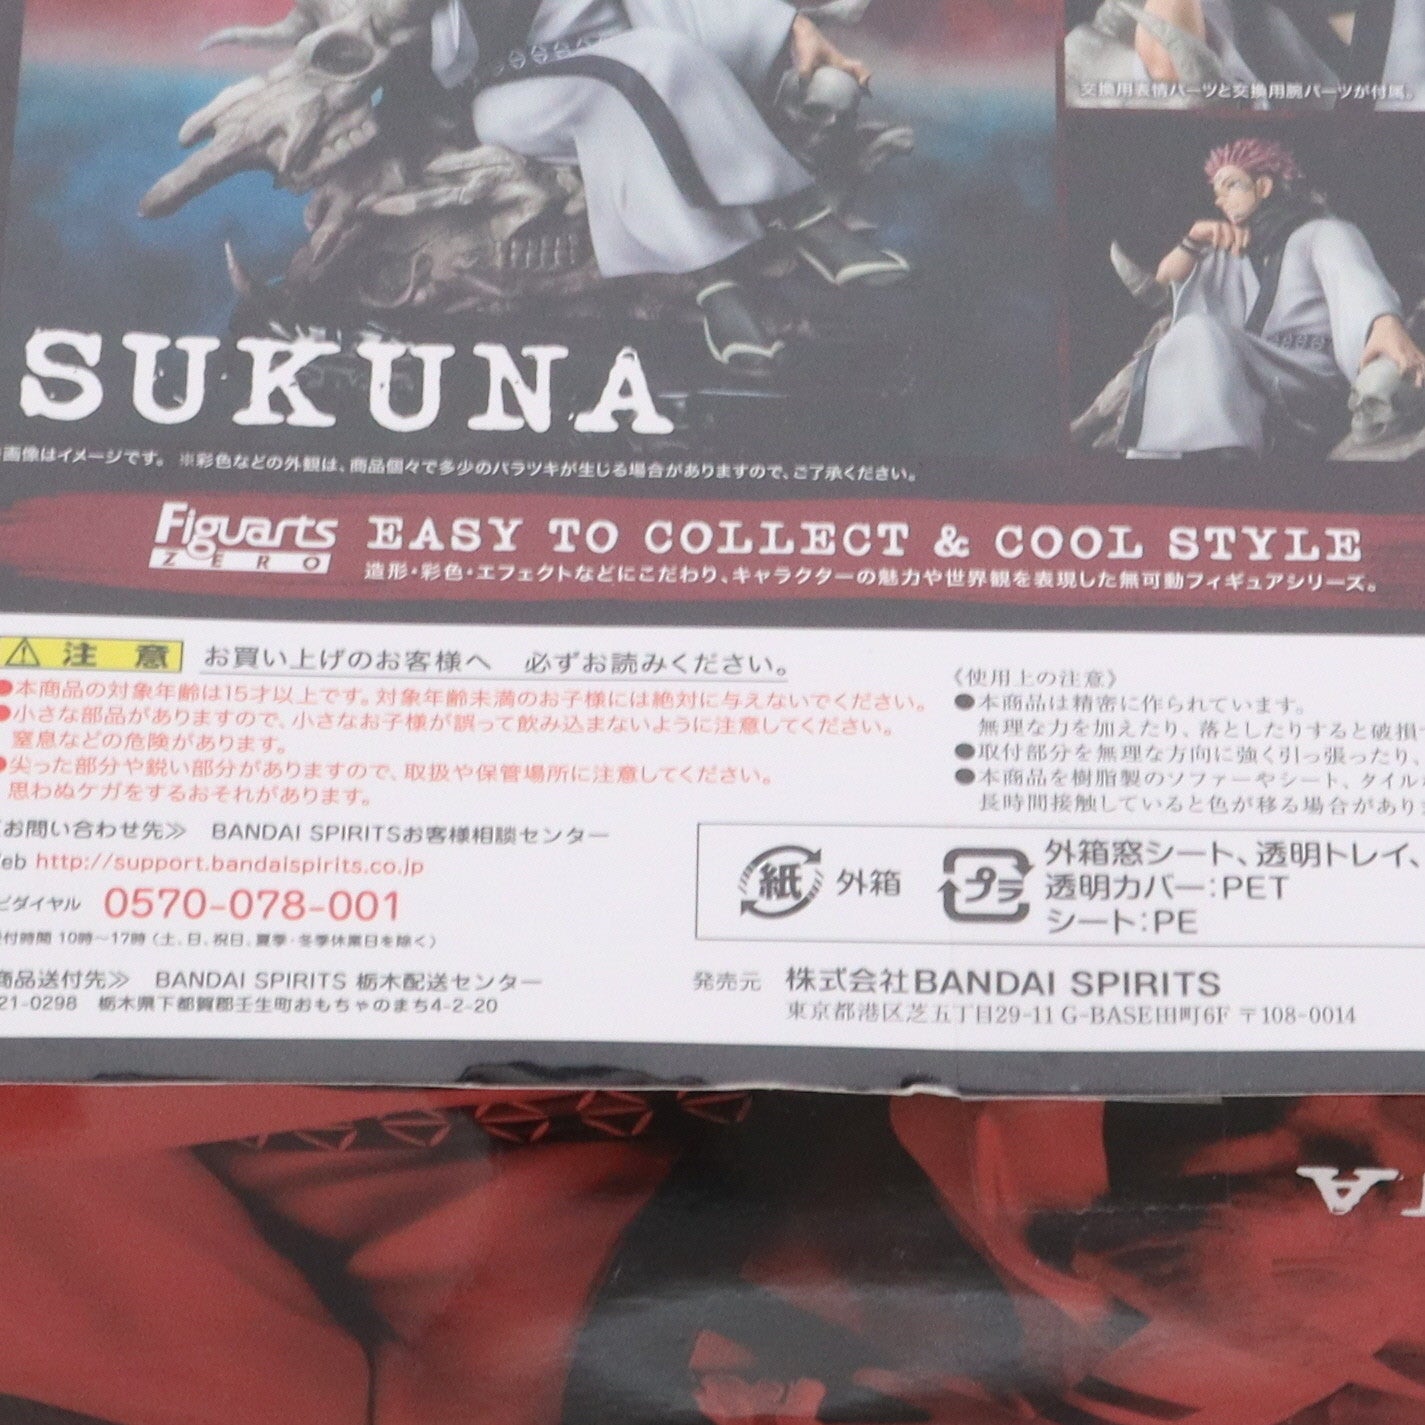 交換用表情パーツと交換用腕パーツが付属。
SUKUNA
画像はイメージです。 ※彩色などの外観は、商品個々で多少のバラツキが生じる場合がありますので、ご了承ください。
Figuarts ZERO
EASY TO COLLECT & COOL STYLE
造形・彩色・エフェクトなどにこだわり、キャラクターの魅力や世界観を表現した無可動フィギュアシリーズ。
⚠ 注意 お買い上げのお客様へ 必ずお読みください。
●本商品の対象年齢は15才以上です。対象年齢未満のお子様には絶対に与えないでください。
●小さな部品がありますので、小さなお子様が誤って飲み込まないように注意してください。
窒息などの危険があります。
●尖った部分や鋭い部分がありますので、取扱や保管場所に注意してください。
思わぬケガをするおそれがあります。
お問い合わせ先≫ BANDAI SPIRITSお客様相談センター
eb http://support.bandaispirits.co.jp
ビダイヤル 0570-078-001
付時間 10時~17時 (土、日、祝日、夏季・冬季休業日を除く)
商品送付先≫ BANDAI SPIRITS 栃木配送センター
21-0298 栃木県下都賀郡壬生町おもちゃのまち4-2-20
《使用上の注意》
●本商品は精密に作られています。
無理な力を加えたり、落としたりすると破損
●取付部分を無理な方向に強く引っ張ったり、
●本商品を樹脂製のソファーやシート、タイル
長時間接触していると色が移る場合があり
紙 外箱
プラ 外箱窓シート、透明トレイ、
透明カバー:PET
シート:PE
発売元 株式会社BANDAI SPIRITS
東京都港区芝五丁目29-11 G-BASE田町6F 〒108-0014